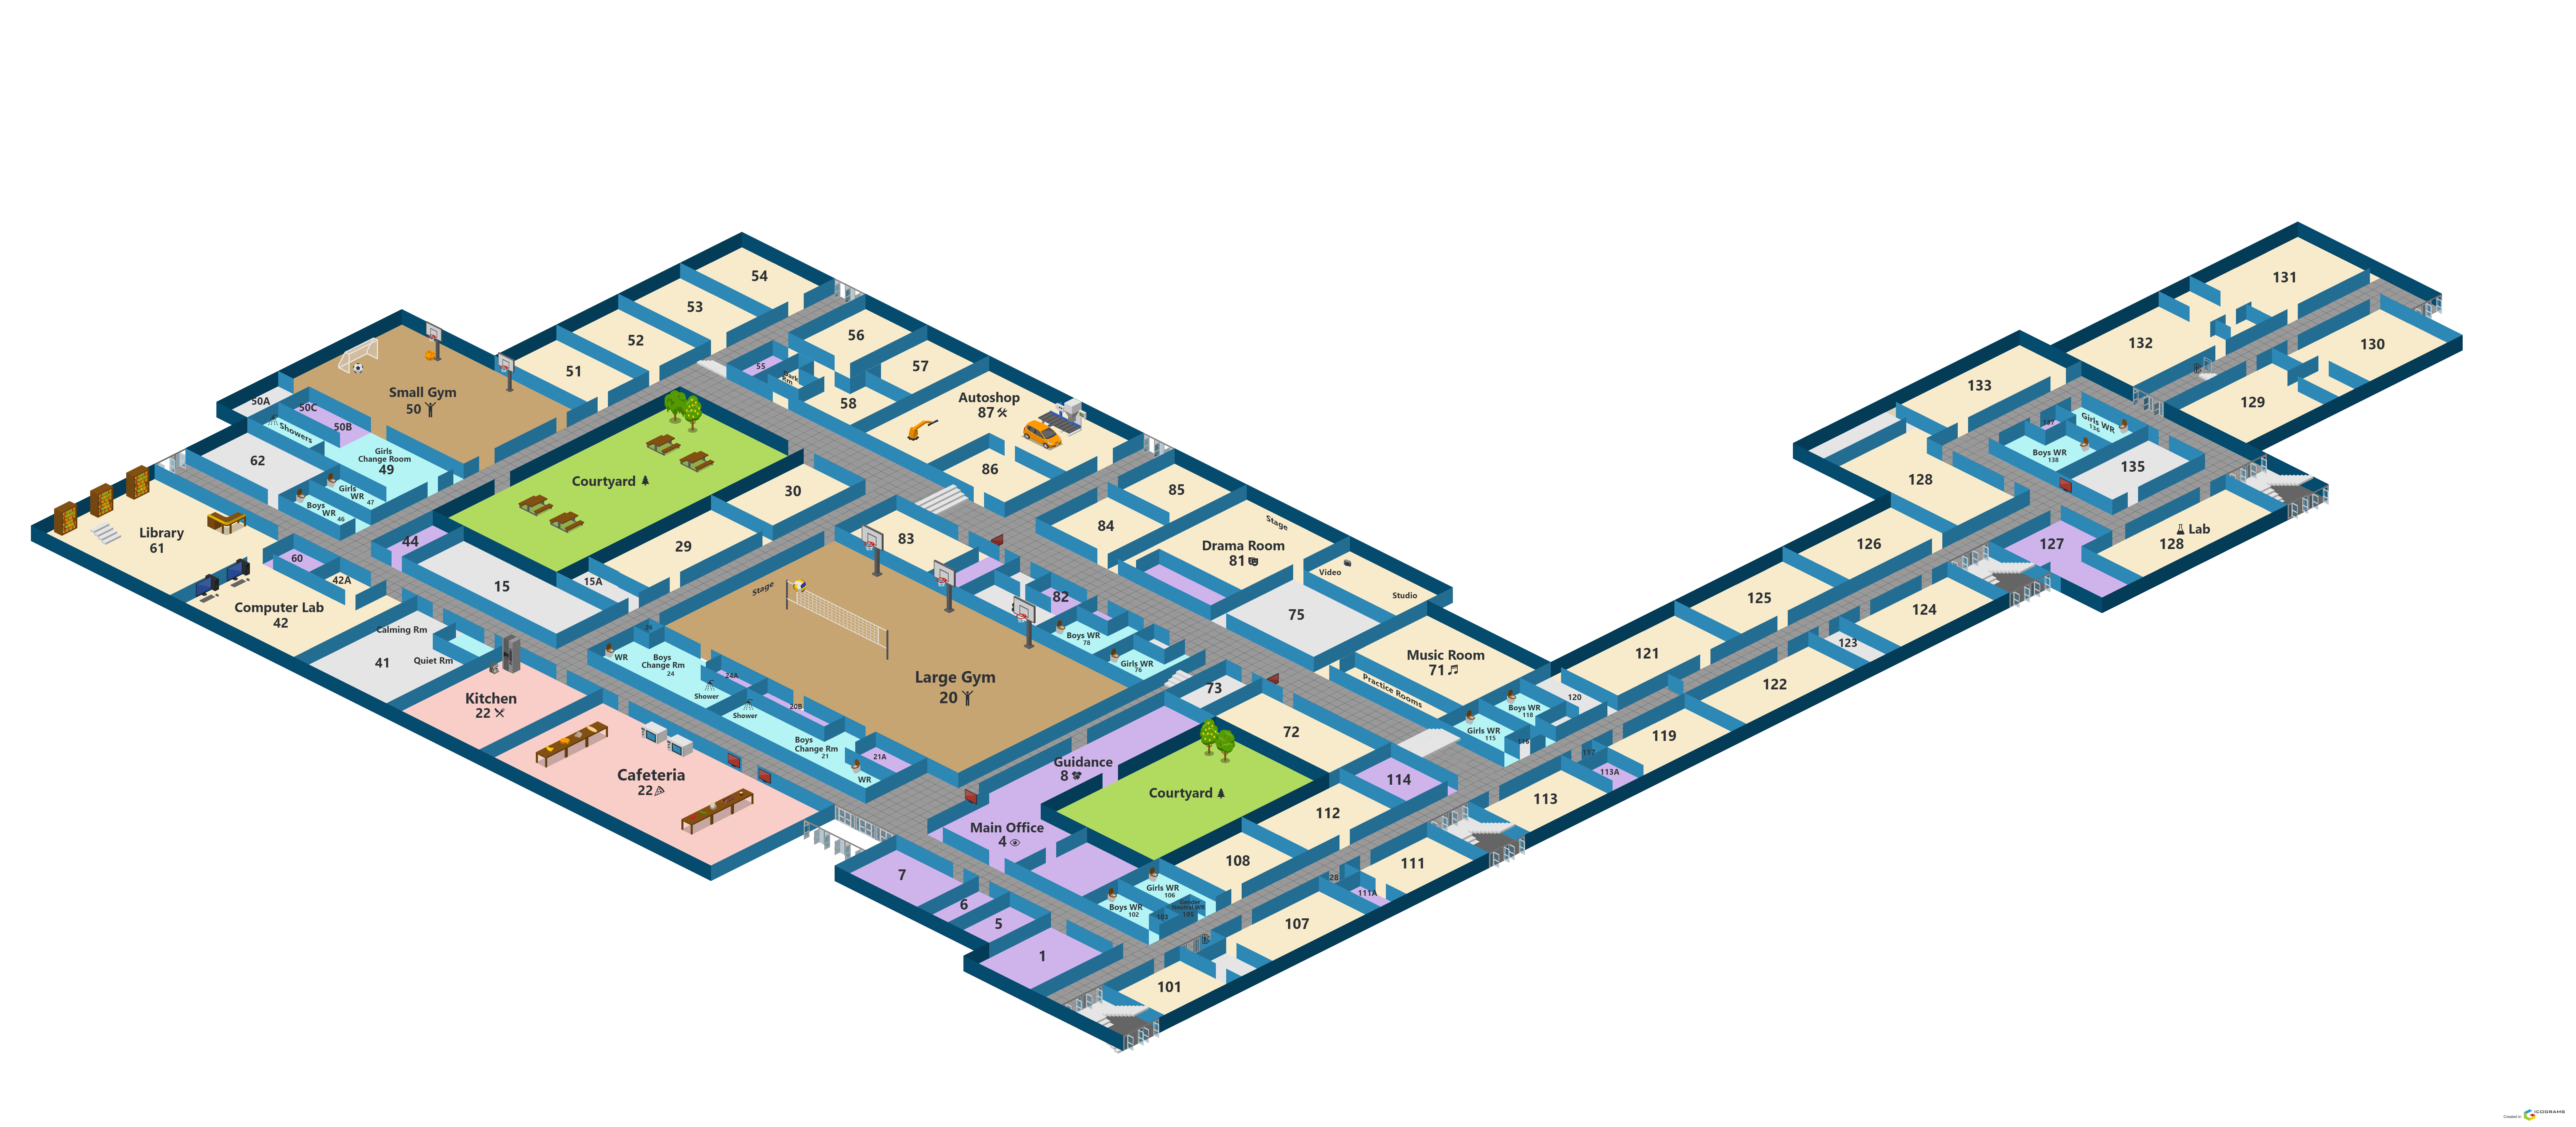 54
131
53
56
130
52
132
57
51
55
Dark
Rm
133
Small Gym
50
Autoshop
87
58
129
50A
50C
50B
137
Girls WR
136
Showers
Girls
Change Room
49
Boys WR
138
62
86
135
Courtyard
128
30
85
Girls
WR
47
Boys
WR
46
Library
61
84
Stage
Lab
128
44
29
83
Drama Room
81
126
127
60
42A
15
15A
Video
Studio
Stage
82
125
Computer Lab
42
75
124
Calming Rm
26
Boys WR
78
123
Quiet Rm
41
WR
Boys
Change Rm
24
Girls WR
76
Music Room
71
121
24A
Large Gym
20
73
Practice Rooms
122
Kitchen
22
Shower
20B
120
Boys WR
118
Shower
72
Girls WR
115
119
Boys
Change Rm
21
116
117
21A
Guidance
8
113A
Cafeteria
22
WR
114
Courtyard
113
112
Main Office
4
108
111
7
28
Girls WR
106
111A
6
Boys WR
102
103
Gender
Neutral WR
105
5
107
1
101
Created in
ICOGRAMS